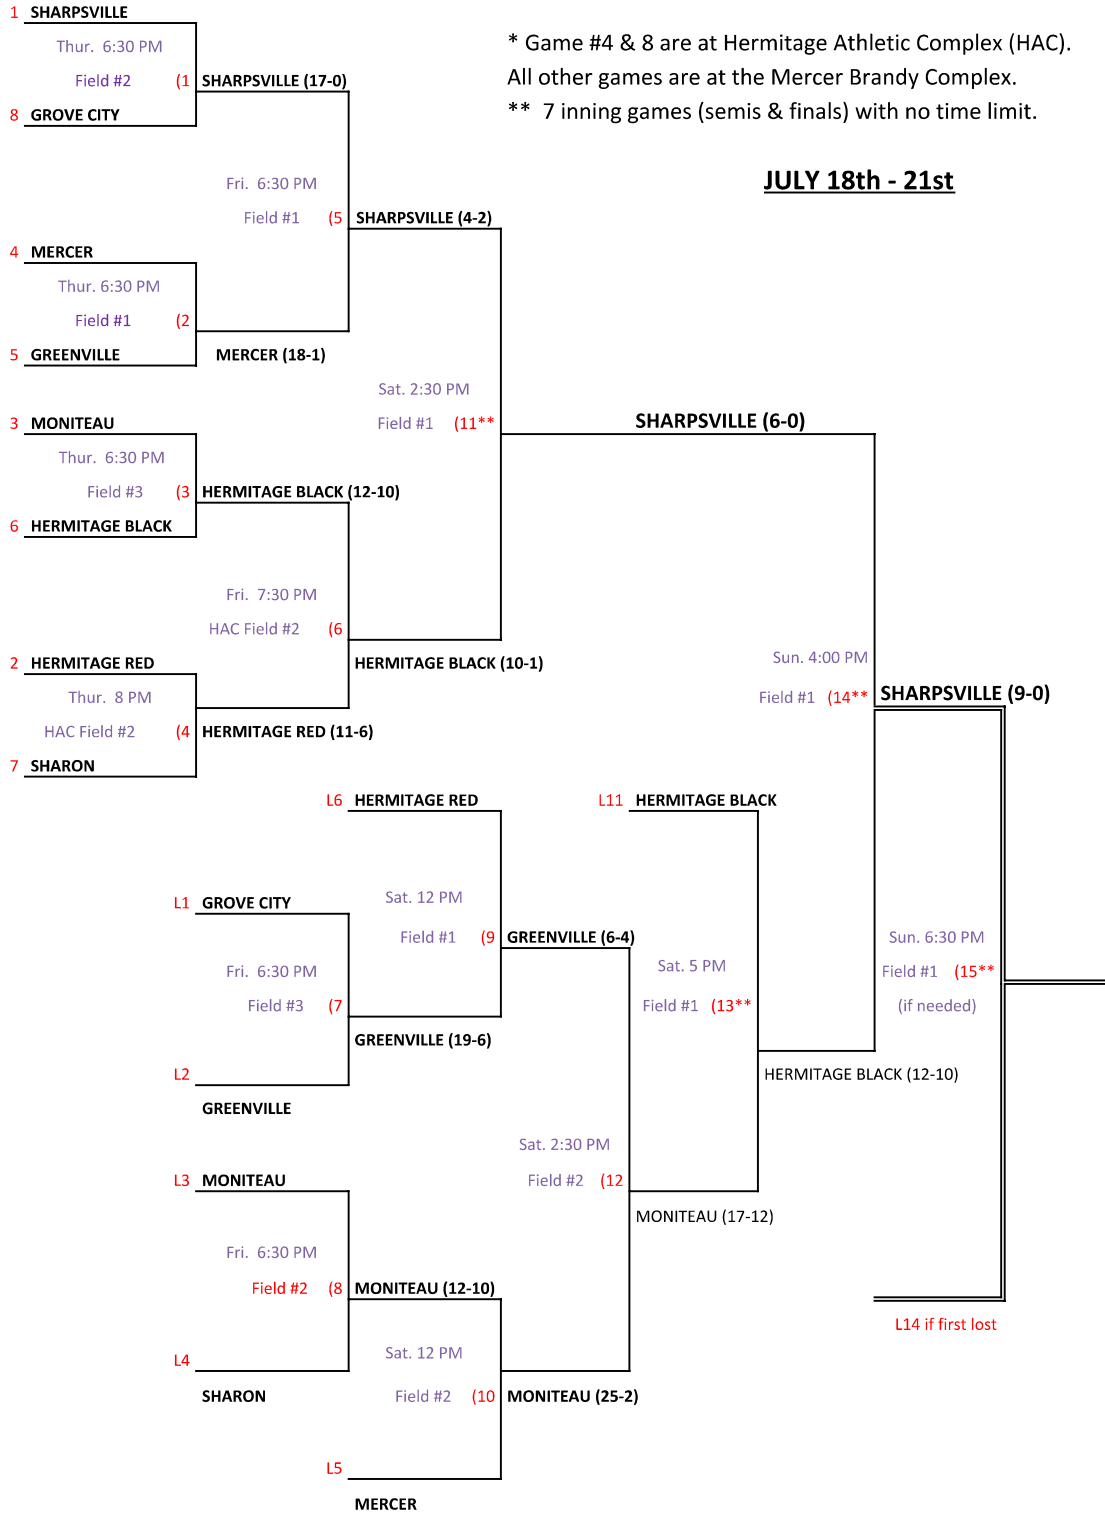 1 SHARPSVILLE
* Game #4 & 8 are at Hermitage Athletic Complex (HAC).
Thur. 6:30 PM
Field #2 (1 SHARPSVILLE (17-0)
All other games are at the Mercer Brandy Complex.
8 GROVE CITY
** 7 inning games (semis & finals) with no time limit.
JULY 18th - 21st
Fri. 6:30 PM
Field #1 (5 SHARPSVILLE (4-2)
4 MERCER
Thur. 6:30 PM
Field #1 (2
5 GREENVILLE
MERCER (18-1)
Sat. 2:30 PM
3 MONITEAU
Field #1 (11**
SHARPSVILLE (6-0)
Thur. 6:30 PM
Field #3 (3 HERMITAGE BLACK (12-10)
6 HERMITAGE BLACK
Fri. 7:30 PM
HAC Field #2 (6
2 HERMITAGE RED
HERMITAGE BLACK (10-1)
Sun. 4:00 PM
Thur. 8 PM
Field #1 (14** SHARPSVILLE (9-0)
HAC Field #2 (4 HERMITAGE RED (11-6)
7 SHARON
L6 HERMITAGE RED
L11 HERMITAGE BLACK
L1 GROVE CITY
Sat. 12 PM
Field #1 (9 GREENVILLE (6-4)
Sun. 6:30 PM
Fri. 6:30 PM
Sat. 5 PM
Field #1 (15**
Field #3 (7
Field #1 (13**
(if needed)
GREENVILLE (19-6)
L2
HERMITAGE BLACK (12-10)
GREENVILLE
Sat. 2:30 PM
L3 MONITEAU
Field #2 (12
MONITEAU (17-12)
Fri. 6:30 PM
Field #2 (8 MONITEAU (12-10)
L14 if first lost
L4
Sat. 12 PM
SHARON
Field #2 (10 MONITEAU (25-2)
L5
MERCER